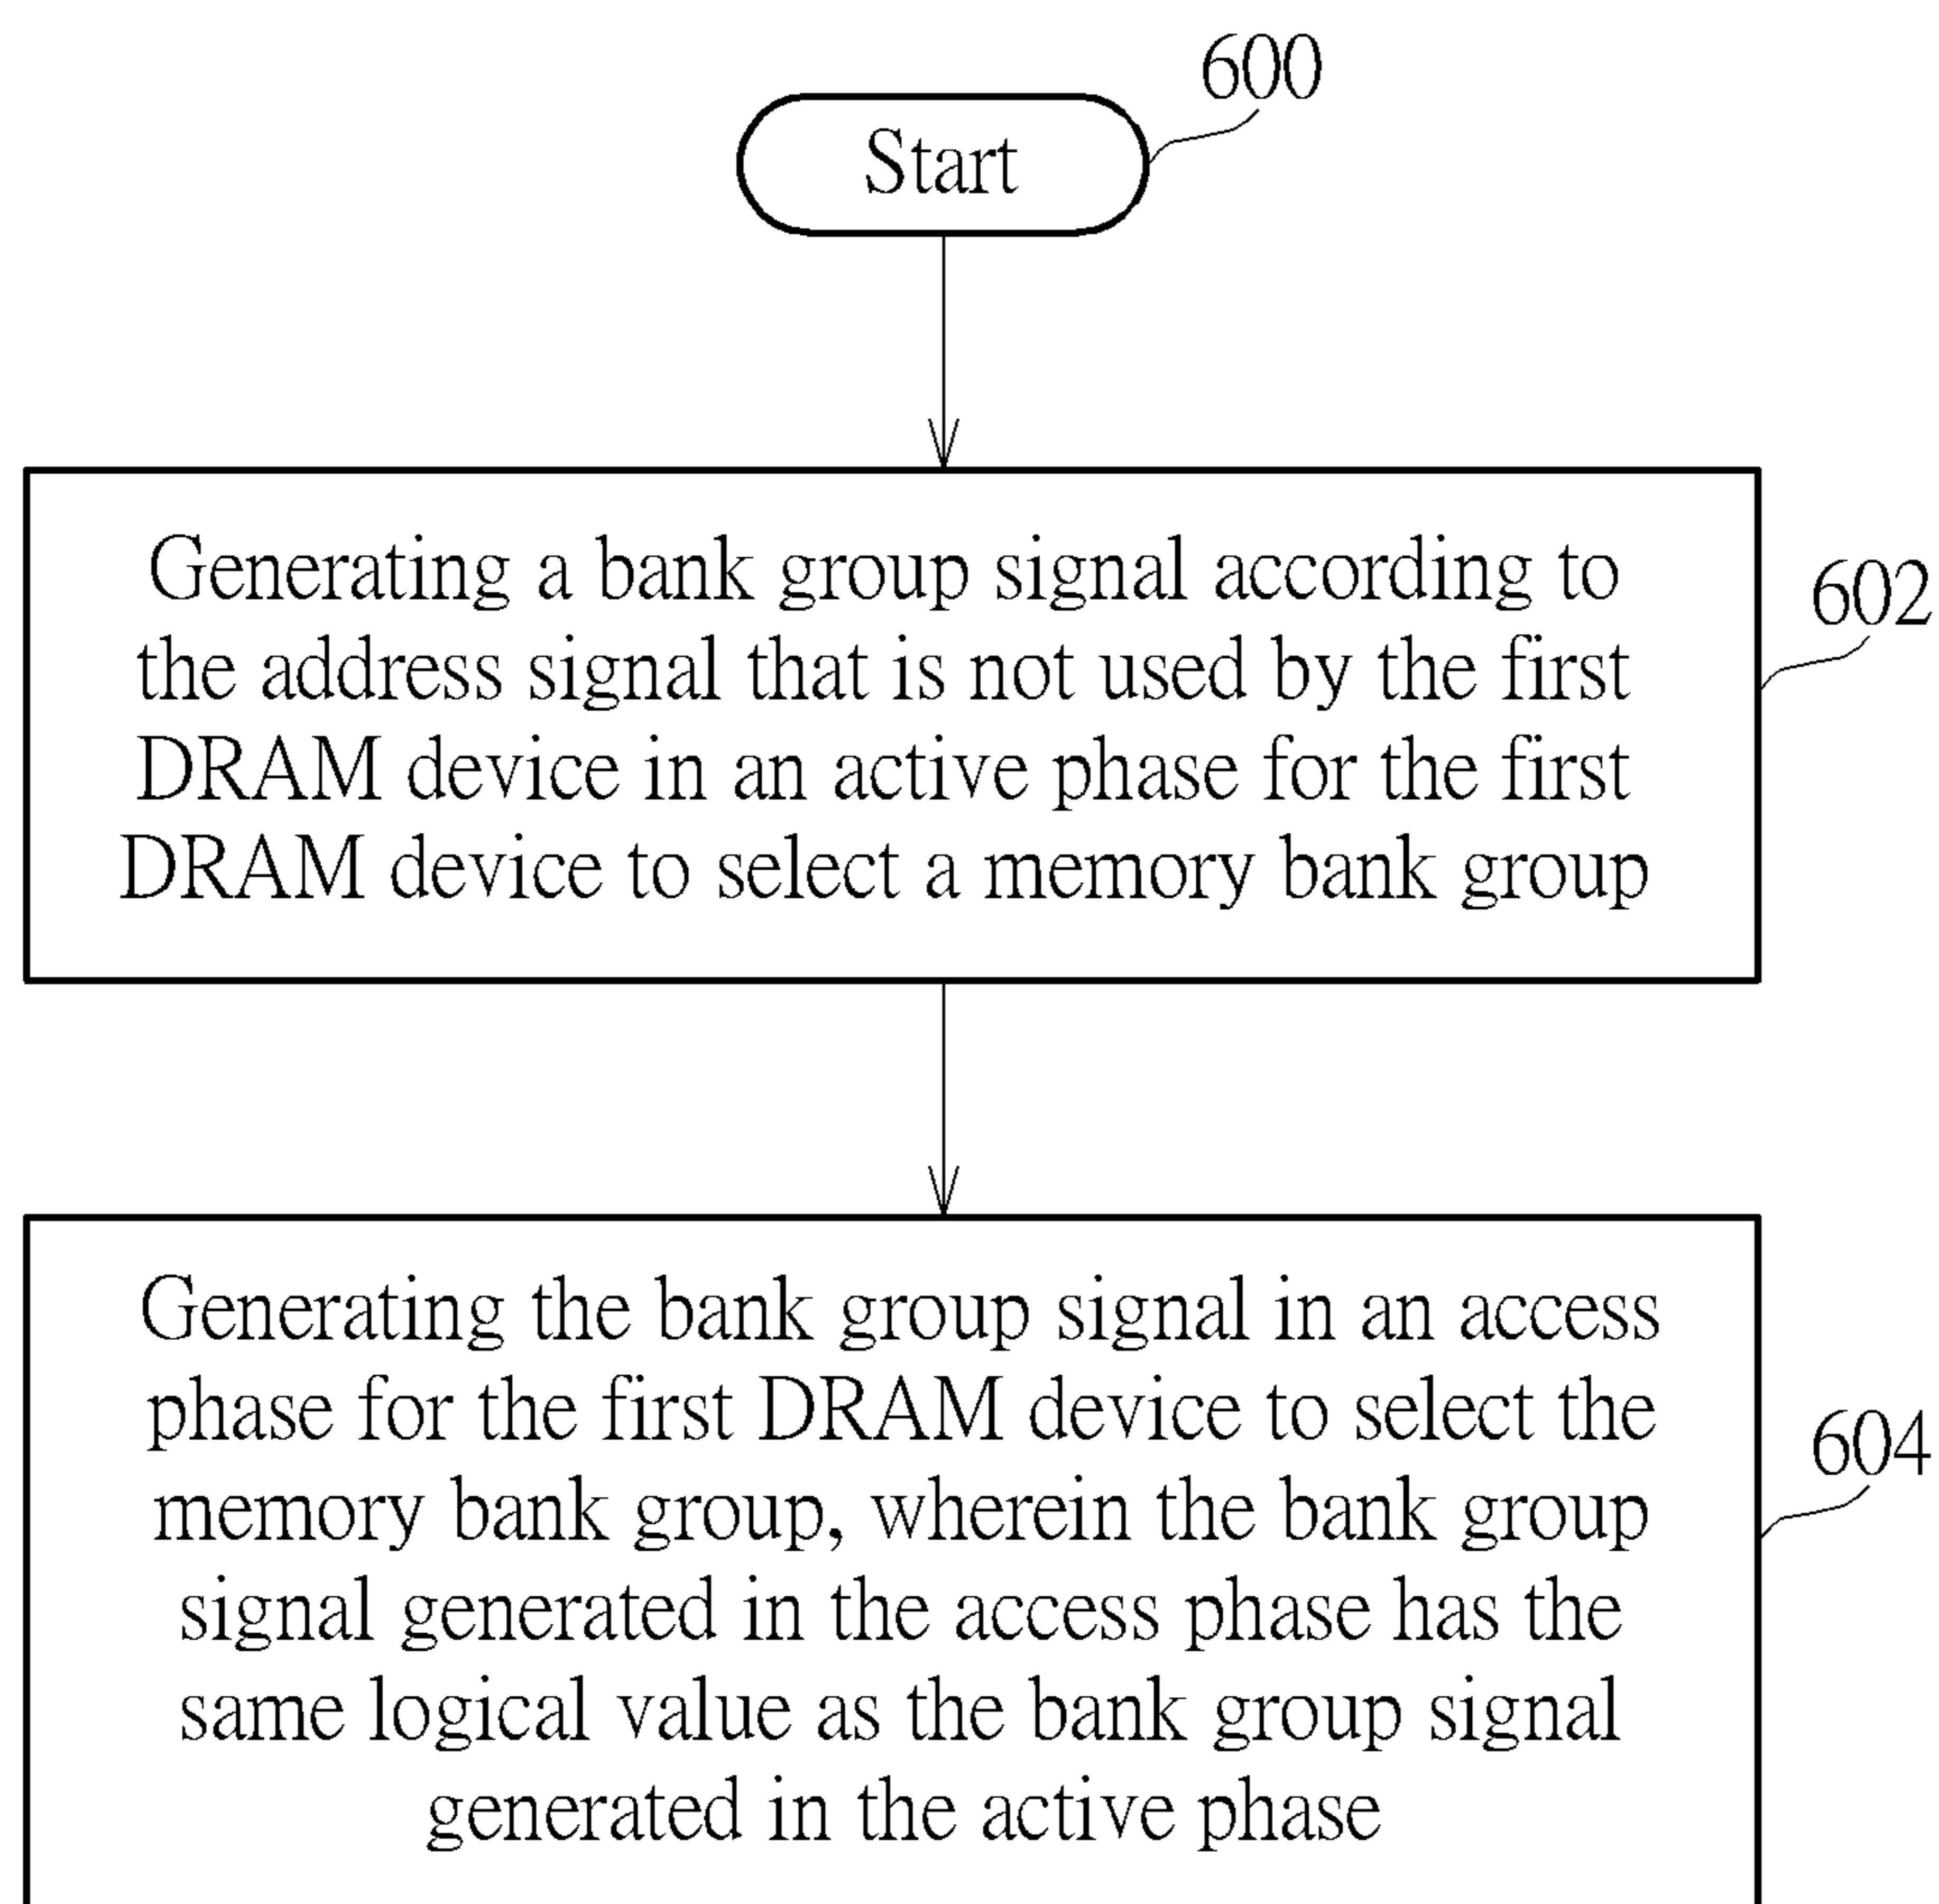 600
Start
Generating a bank group signal according to
the address signal that is not used by the first
DRAM device in an active phase for the first
DRAM device to select a memory bank group
602
Generating the bank group signal in an access
phase for the first DRAM device to select the
memory bank group, wherein the bank group
signal generated in the access phase has the
same logical value as the bank group signal
generated in the active phase
604